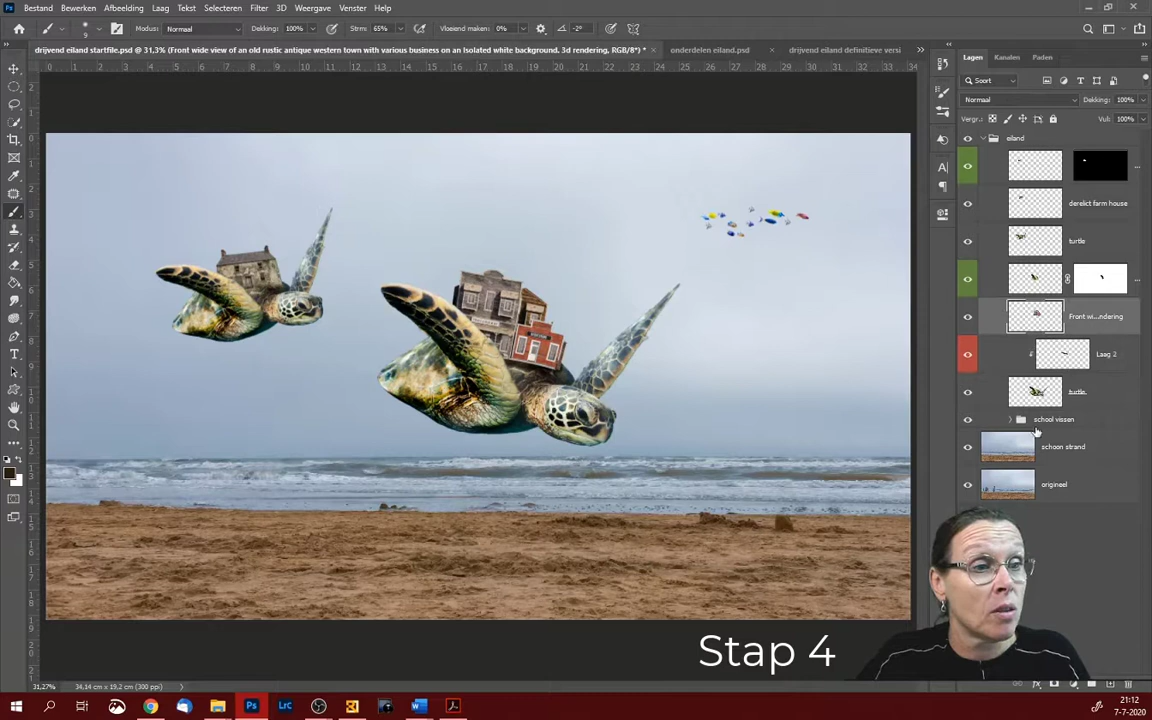 Bestand Bewerken Afbeelding Laag Tekst Selecteren Filter 3D Weergave Venster Help
Modus: Normaal Dekking: 100% Strms: 65% Vloeiend maken: 0% -2°
drijvend eiland startfile.psd @ 31,3% (Front wide view of an old rustic antique western town with various business on an Isolated white background. 3d rendering, RGB/8*) * onderdelen eiland.psd drijvend eiland definitieve versi
Lagen Kanalen Paden
Soort
Normaal Dekking: 100%
Vergr.: Vul: 100%
eiland
derelict farm house
turtle
Front wi...ndering
Laag 2
turtle
school vissen
schoon strand
origineel
Stap 4
31,27% 34,14 cm x 19,2 cm (300 ppi)
Ps Lrc
21:12
7-7-2020